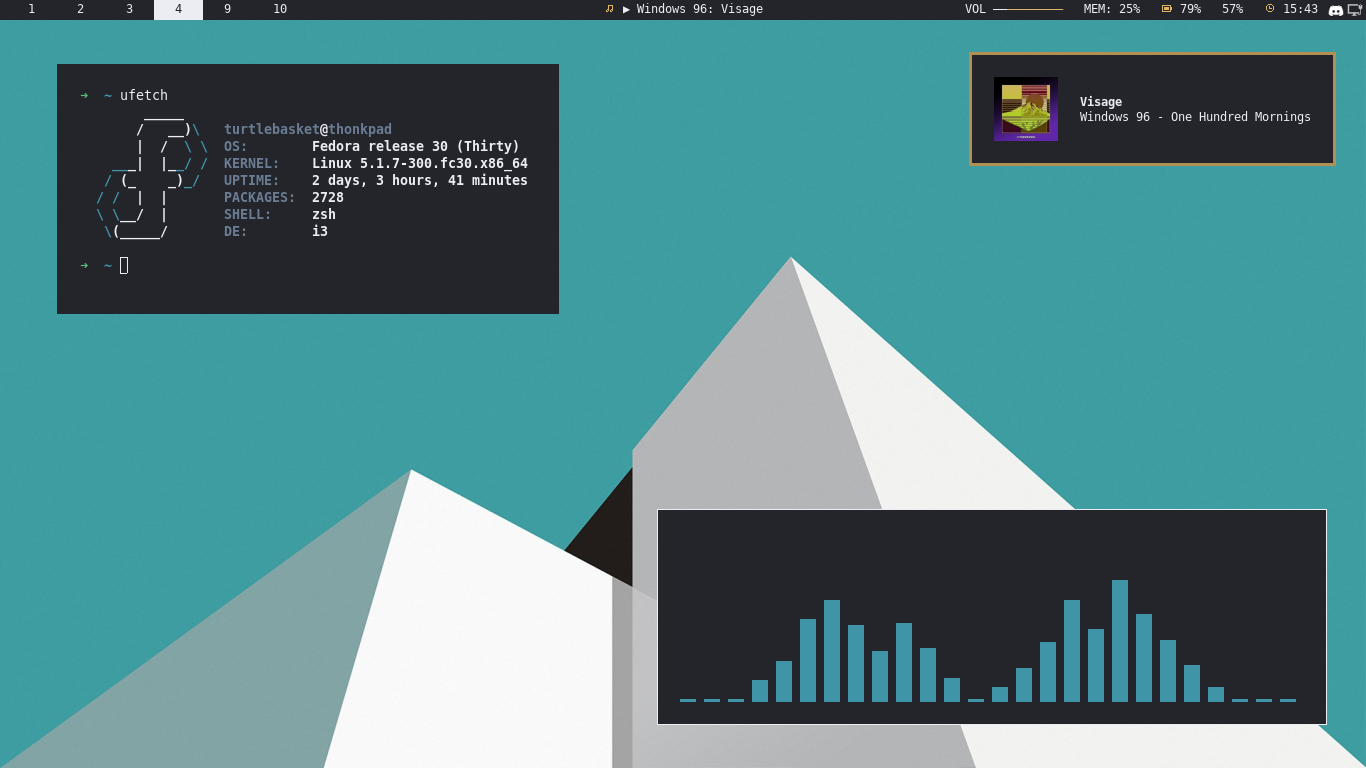 1 2 3 4 9 10 ▶ Windows 96: Visage VOL MEM: 25% 79% 57% 15:43
➜ ~ ufetch
turtlebasket@thonkpad
OS: Fedora release 30 (Thirty)
KERNEL: Linux 5.1.7-300.fc30.x86_64
UPTIME: 2 days, 3 hours, 41 minutes
PACKAGES: 2728
SHELL: zsh
DE: i3
➜ ~
Visage
Windows 96 - One Hundred Mornings